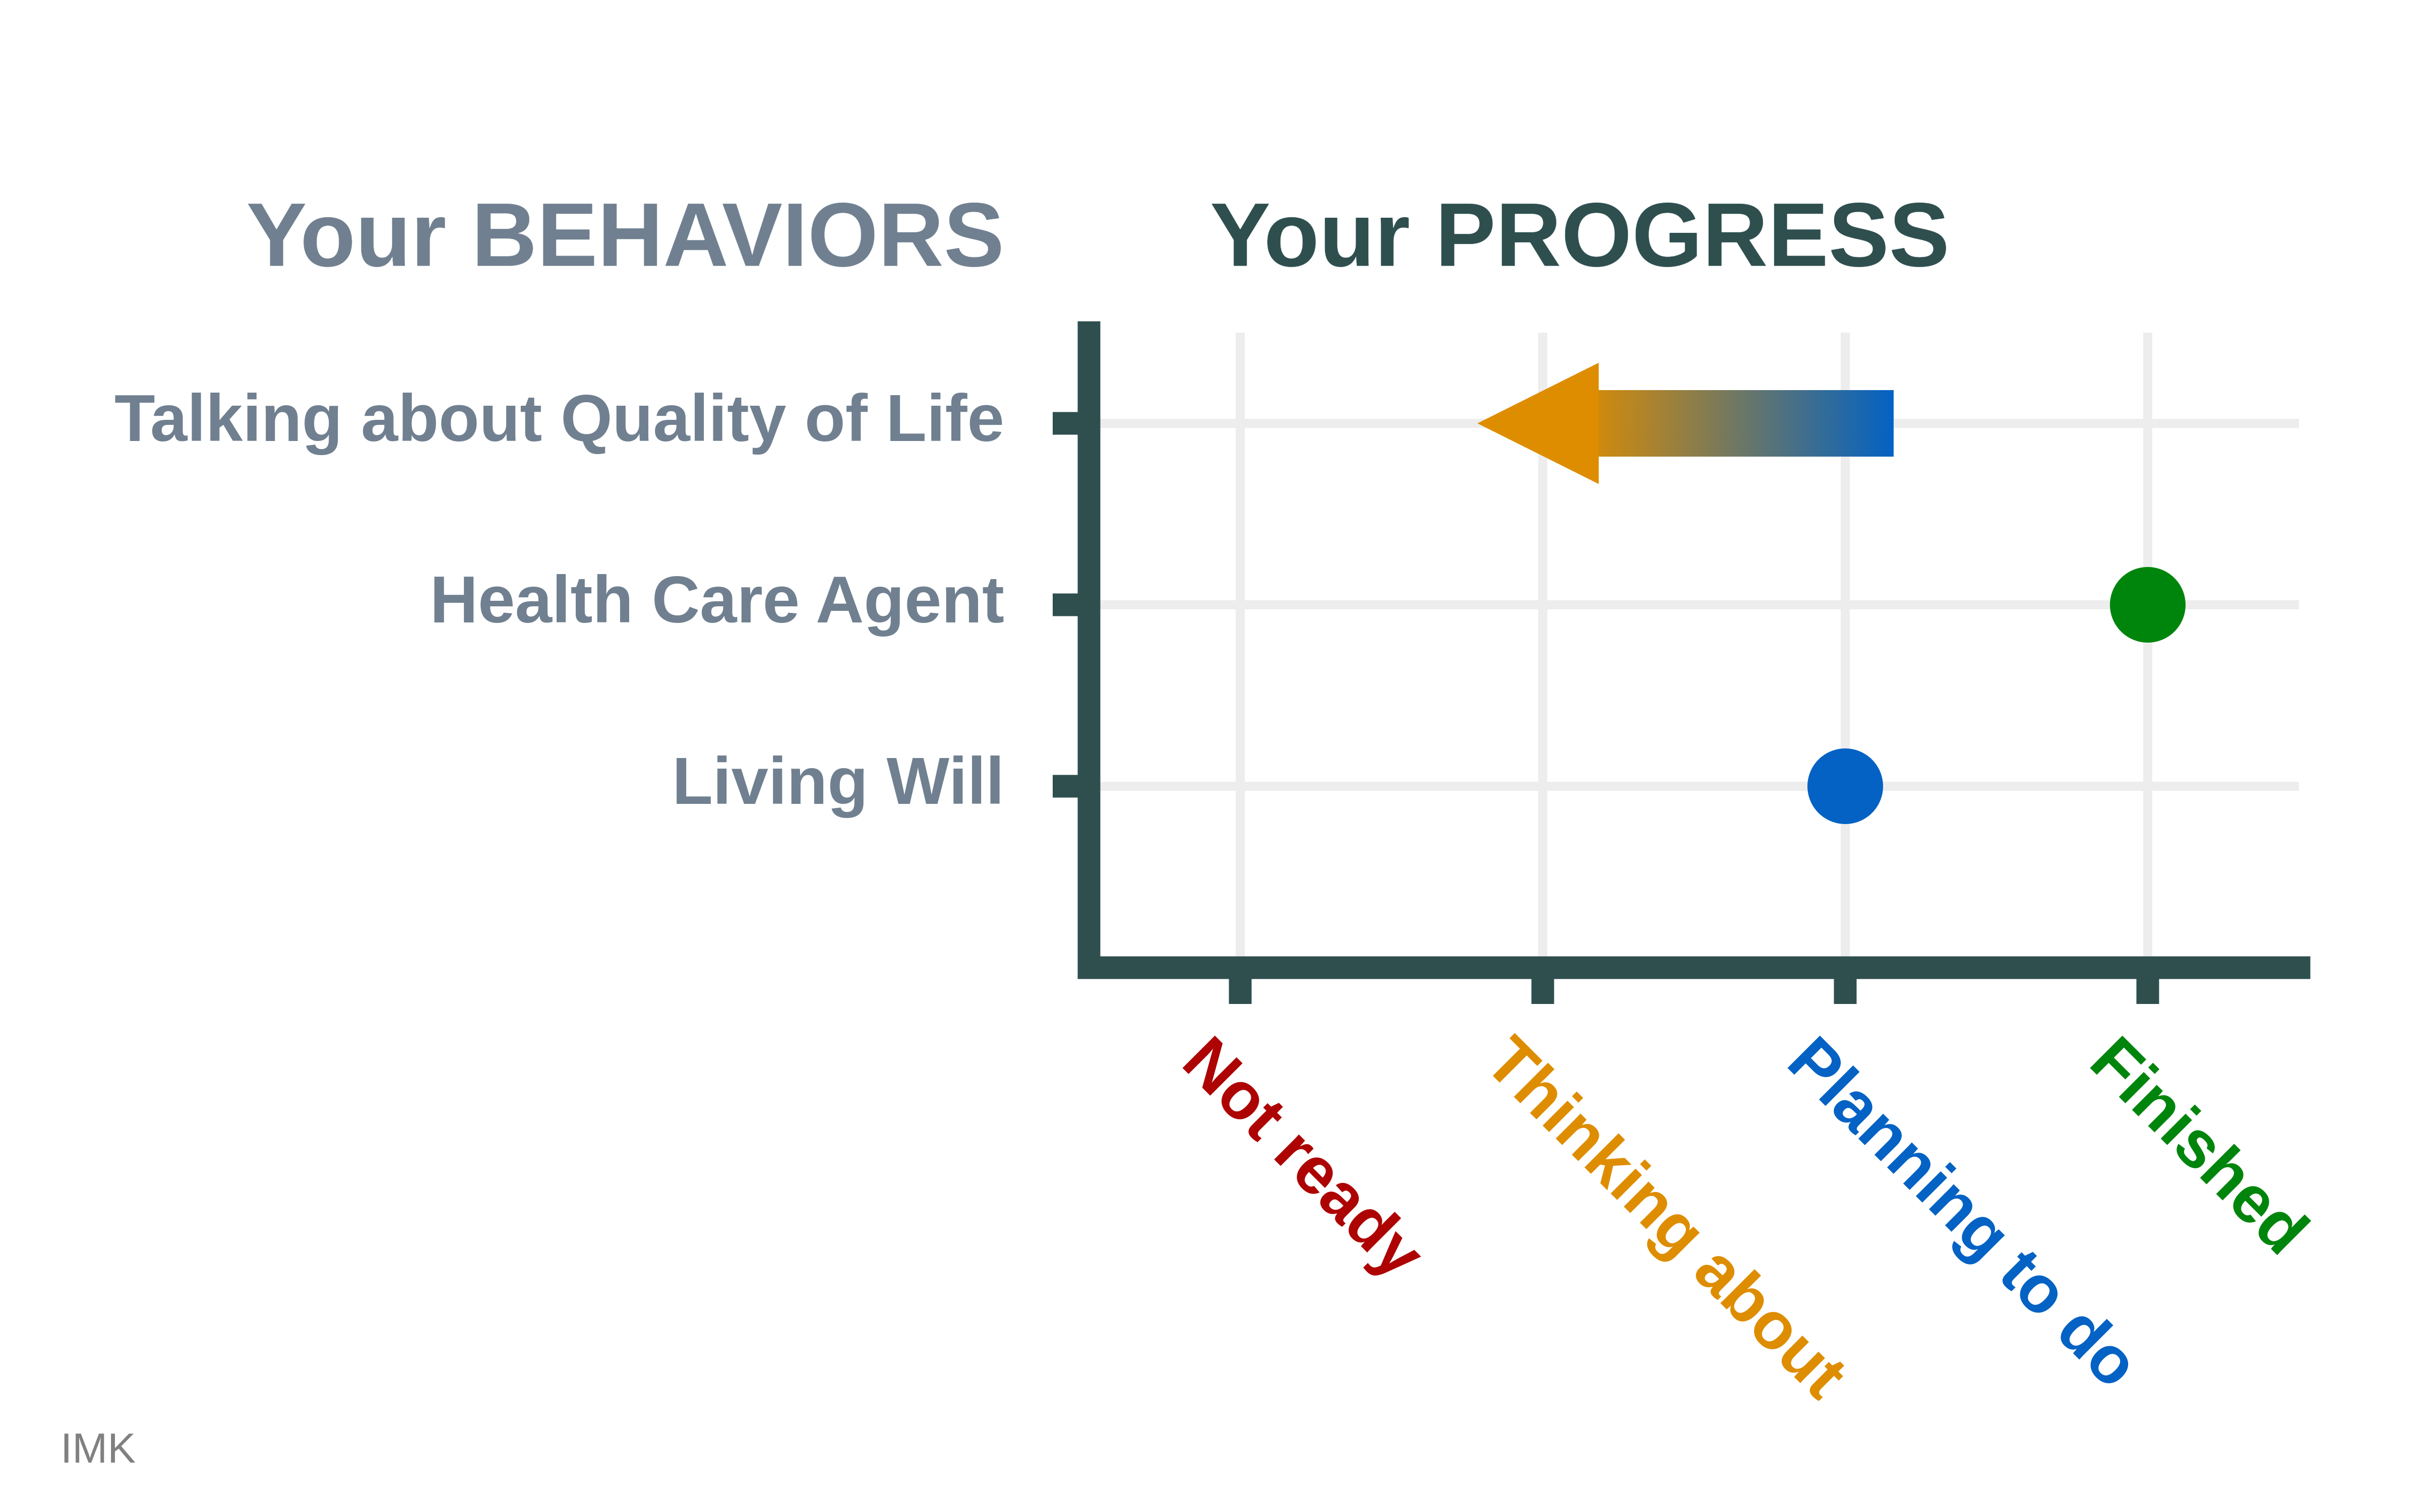 Your BEHAVIORS
Your PROGRESS
Talking about Quality of Life
Health Care Agent
Living Will
Not ready
Thinking about
Planning to do
Finished
IMK